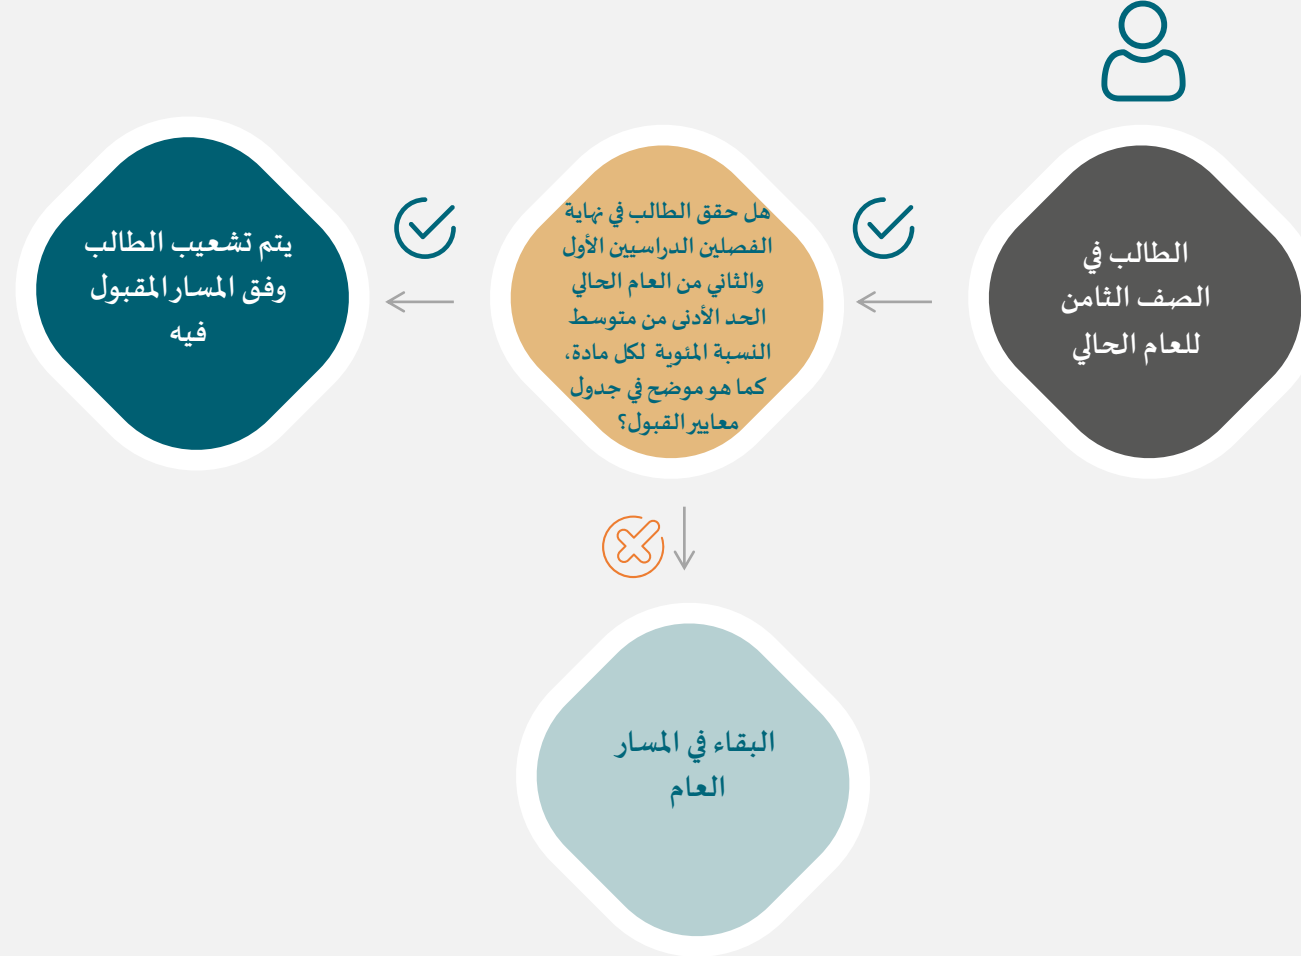 الطالب في
الصف الثامن
للعام الحالي
هل حقق الطالب في نهاية
الفصلين الدراسيين الأول
والثاني من العام الحالي
الحد الأدنى من متوسط
النسبة المئوية لكل مادة،
كما هو موضح في جدول
معايير القبول؟
يتم تشعيب الطالب
وفق المسار المقبول
فيه
البقاء في المسار
العام